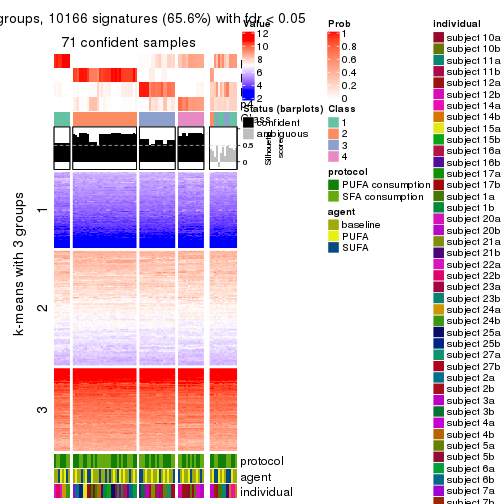 groups, 10166 signatures (65.6%) with fdr < 0.05
71 confident samples
k-means with 3 groups
1
2
3
p4
Class
1
0.5
0
Silhouette
score
protocol
agent
individual
Value
12
10
8
6
4
2
Status (barplots)
confident
ambiguous
Prob
1
0.8
0.6
0.4
0.2
0
Class
1
2
3
4
protocol
PUFA consumption
SFA consumption
agent
baseline
PUFA
SUFA
individual
subject 10a
subject 10b
subject 11a
subject 11b
subject 12a
subject 12b
subject 14a
subject 14b
subject 15a
subject 15b
subject 16a
subject 16b
subject 17a
subject 17b
subject 1a
subject 1b
subject 20a
subject 20b
subject 21a
subject 21b
subject 22a
subject 22b
subject 23a
subject 23b
subject 24a
subject 24b
subject 25a
subject 25b
subject 27a
subject 27b
subject 2a
subject 2b
subject 3a
subject 3b
subject 4a
subject 4b
subject 5a
subject 5b
subject 6a
subject 6b
subject 7a
subject 7b